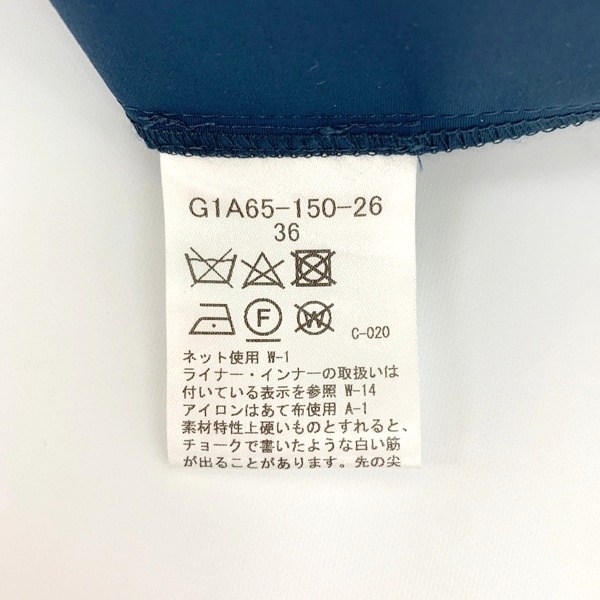 G1A65-150-26
36
F W C-020
ネット使用 W-1
ライナー・インナーの取扱いは
付いている表示を参照 W-14
アイロンはあて布使用 A-1
素材特性上硬いものとすれると、
チョークで書いたような白い筋
が出ることがあります。先の尖